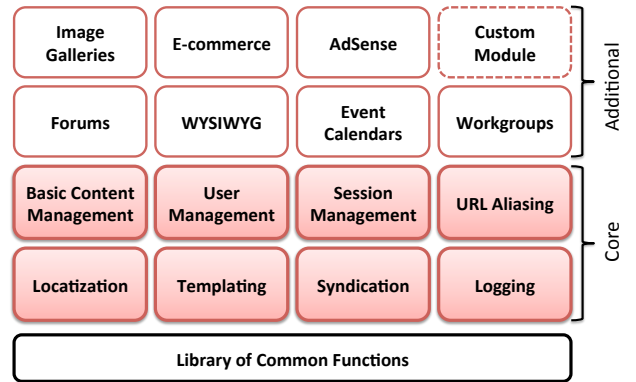 Image
Galleries
E-commerce
AdSense
Custom
Module
Forums
WYSIWYG
Event
Calendars
Workgroups
Additional
Basic Content
Management
User
Management
Session
Management
URL Aliasing
Locatization
Templating
Syndication
Logging
Core
Library of Common Functions